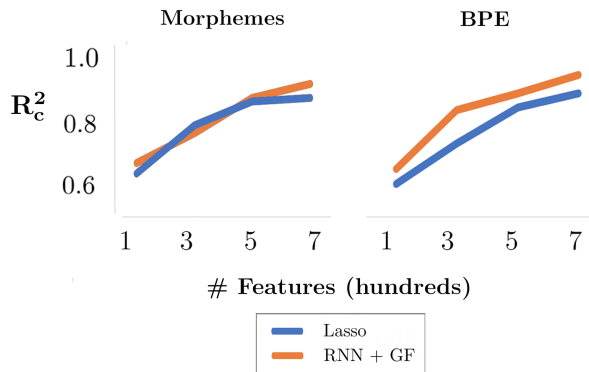 Morphemes
BPE
R²c
1.0
0.8
0.6
1 3 5 7
1 3 5 7
# Features (hundreds)
Lasso
RNN + GF